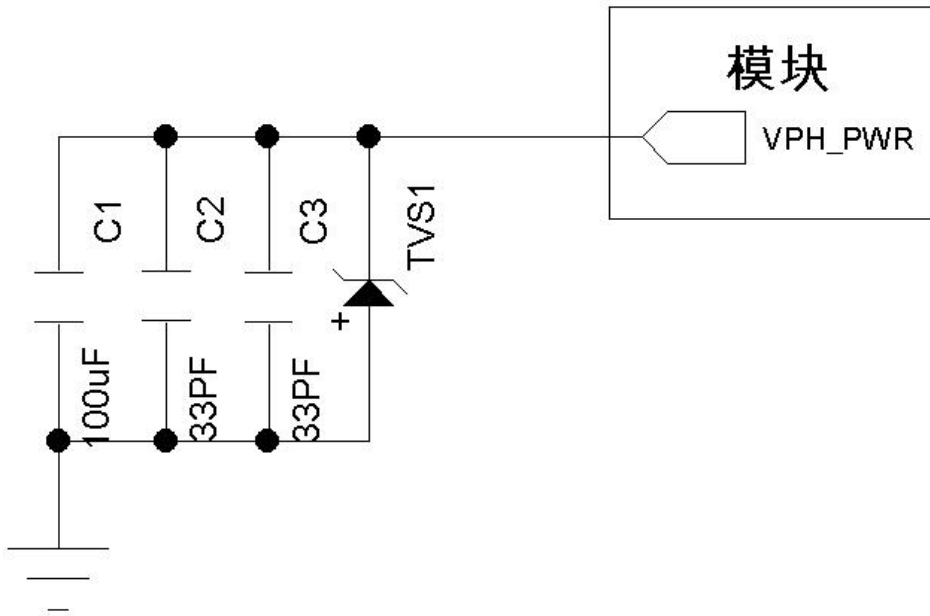 模块
VPH_PWR
C1
C2
C3
TVS1
+
100uF
33PF
33PF